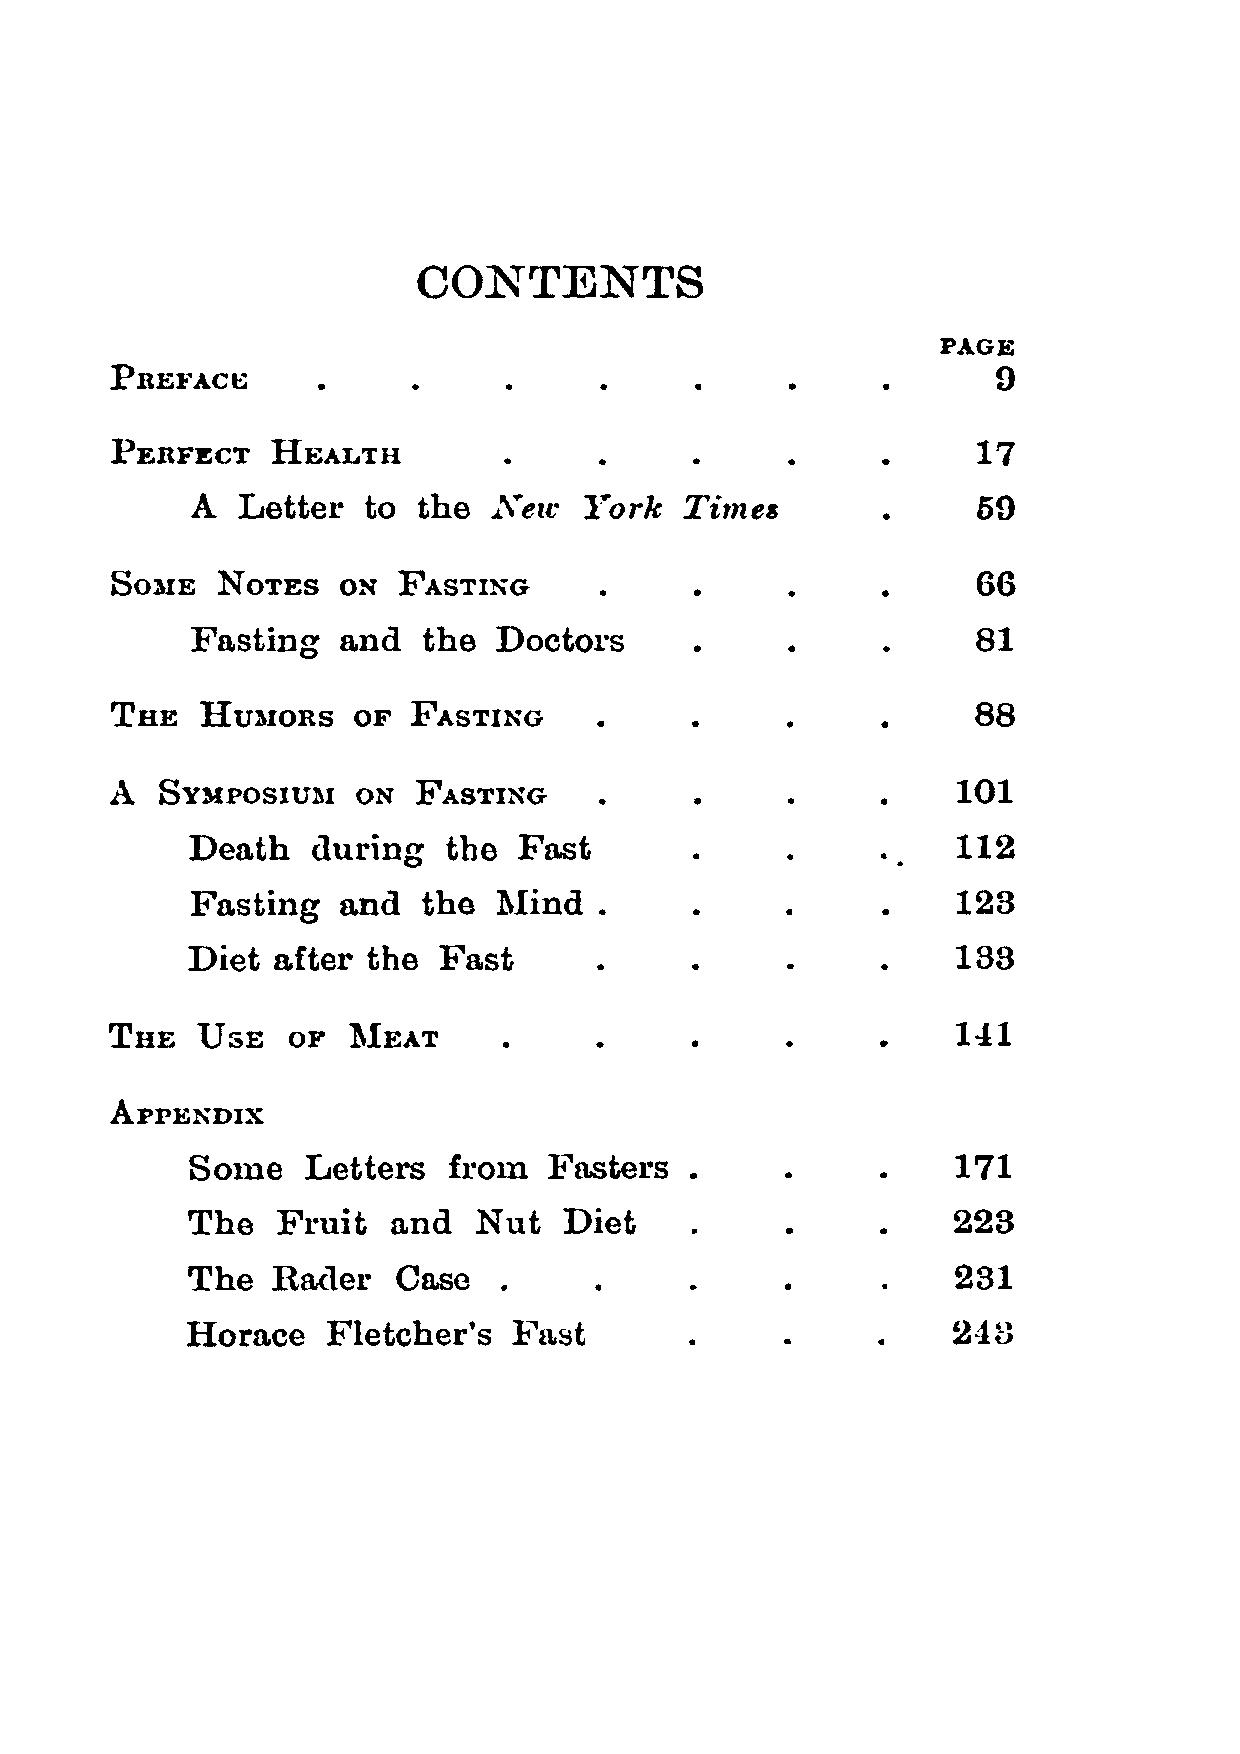 CONTENTS
PAGE
PREFACE . . . . . . . 9
PERFECT HEALTH . . . . . 17
A Letter to the New York Times . 59
SOME NOTES ON FASTING . . . . 66
Fasting and the Doctors . . . 81
THE HUMORS OF FASTING . . . . 88
A SYMPOSIUM ON FASTING . . . . 101
Death during the Fast . . . . 112
Fasting and the Mind . . . . 123
Diet after the Fast . . . . 133
THE USE OF MEAT . . . . . 141
APPENDIX
Some Letters from Fasters . . . 171
The Fruit and Nut Diet . . . 223
The Rader Case . . . . . 231
Horace Fletcher's Fast . . . 243